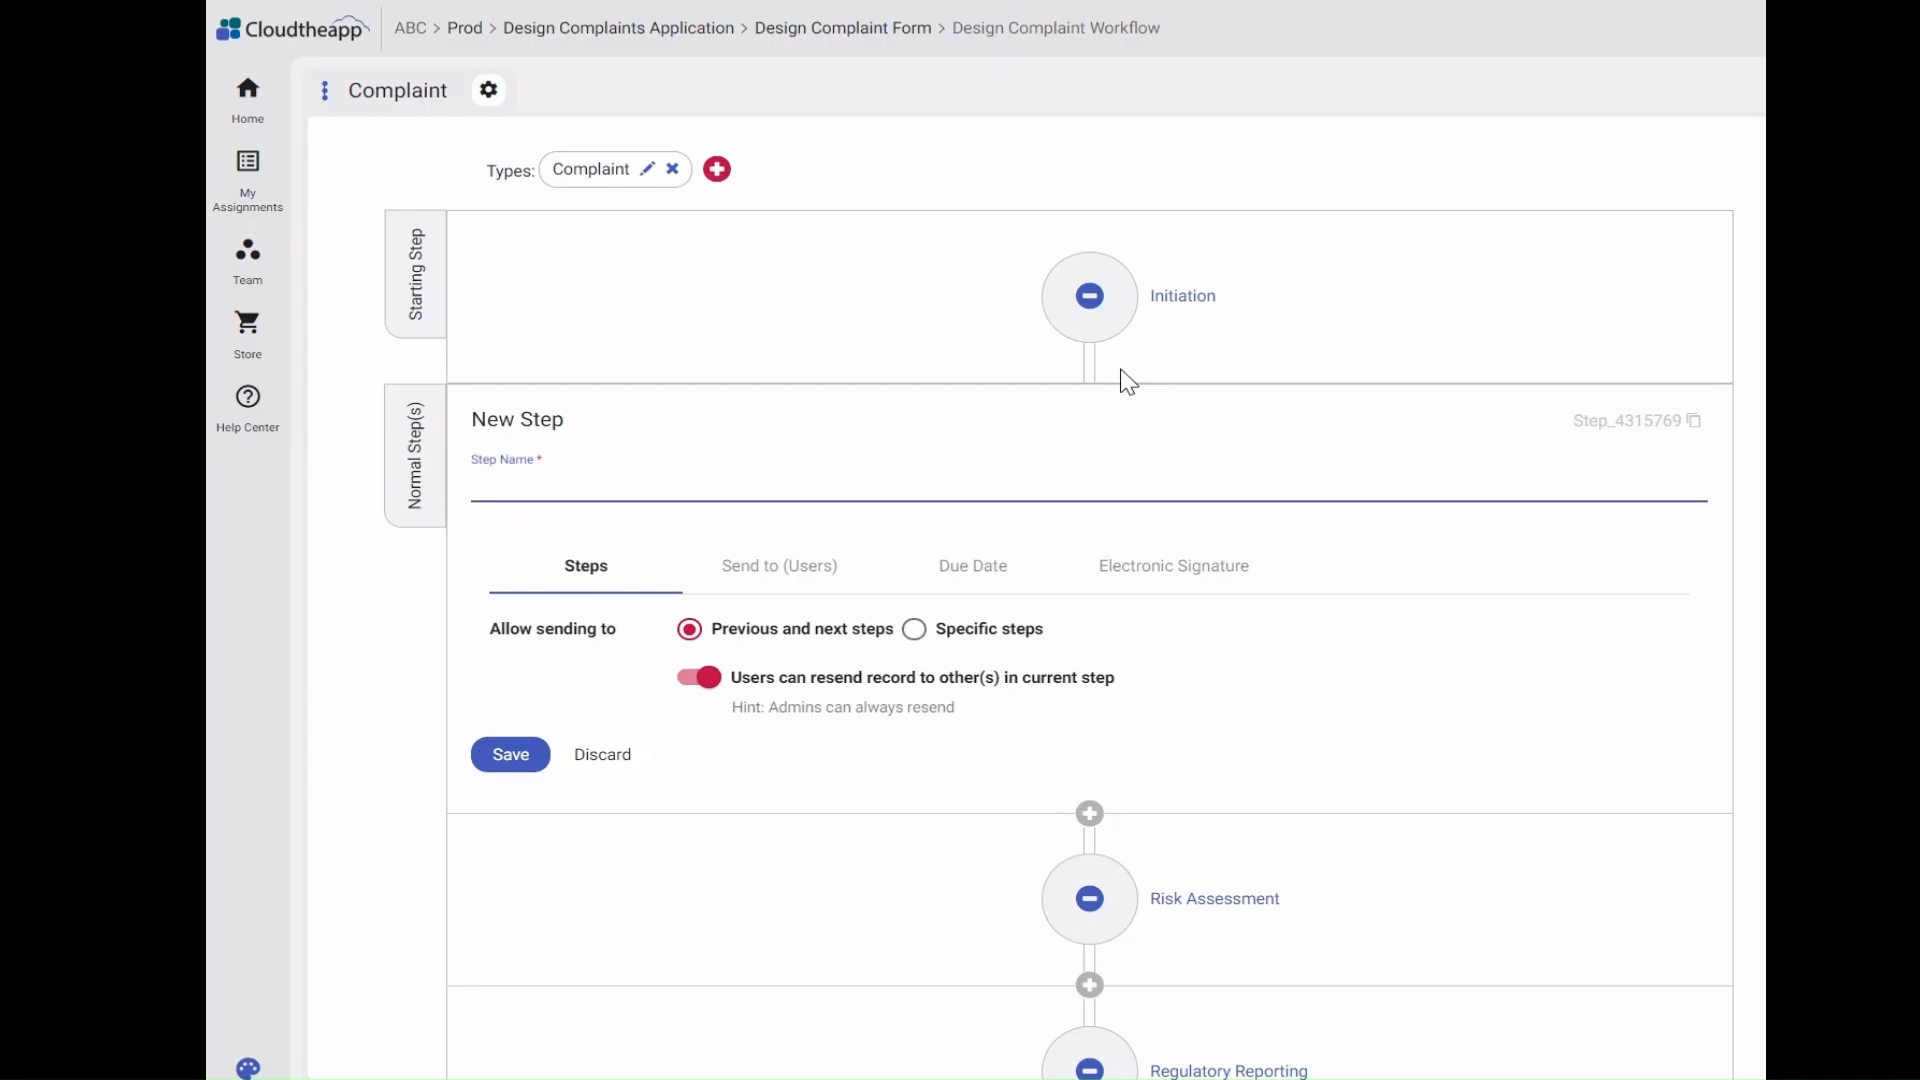 Cloudtheapp
ABC > Prod > Design Complaints Application > Design Complaint Form > Design Complaint Workflow
Home
My
Assignments
Team
Store
Help Center
Complaint
Types: Complaint
Starting Step
Initiation
Normal Step(s)
New Step
Step_4315769
Step Name *
Steps Send to (Users) Due Date Electronic Signature
Allow sending to Previous and next steps Specific steps
Users can resend record to other(s) in current step
Hint: Admins can always resend
Save Discard
Risk Assessment
Regulatory Reporting